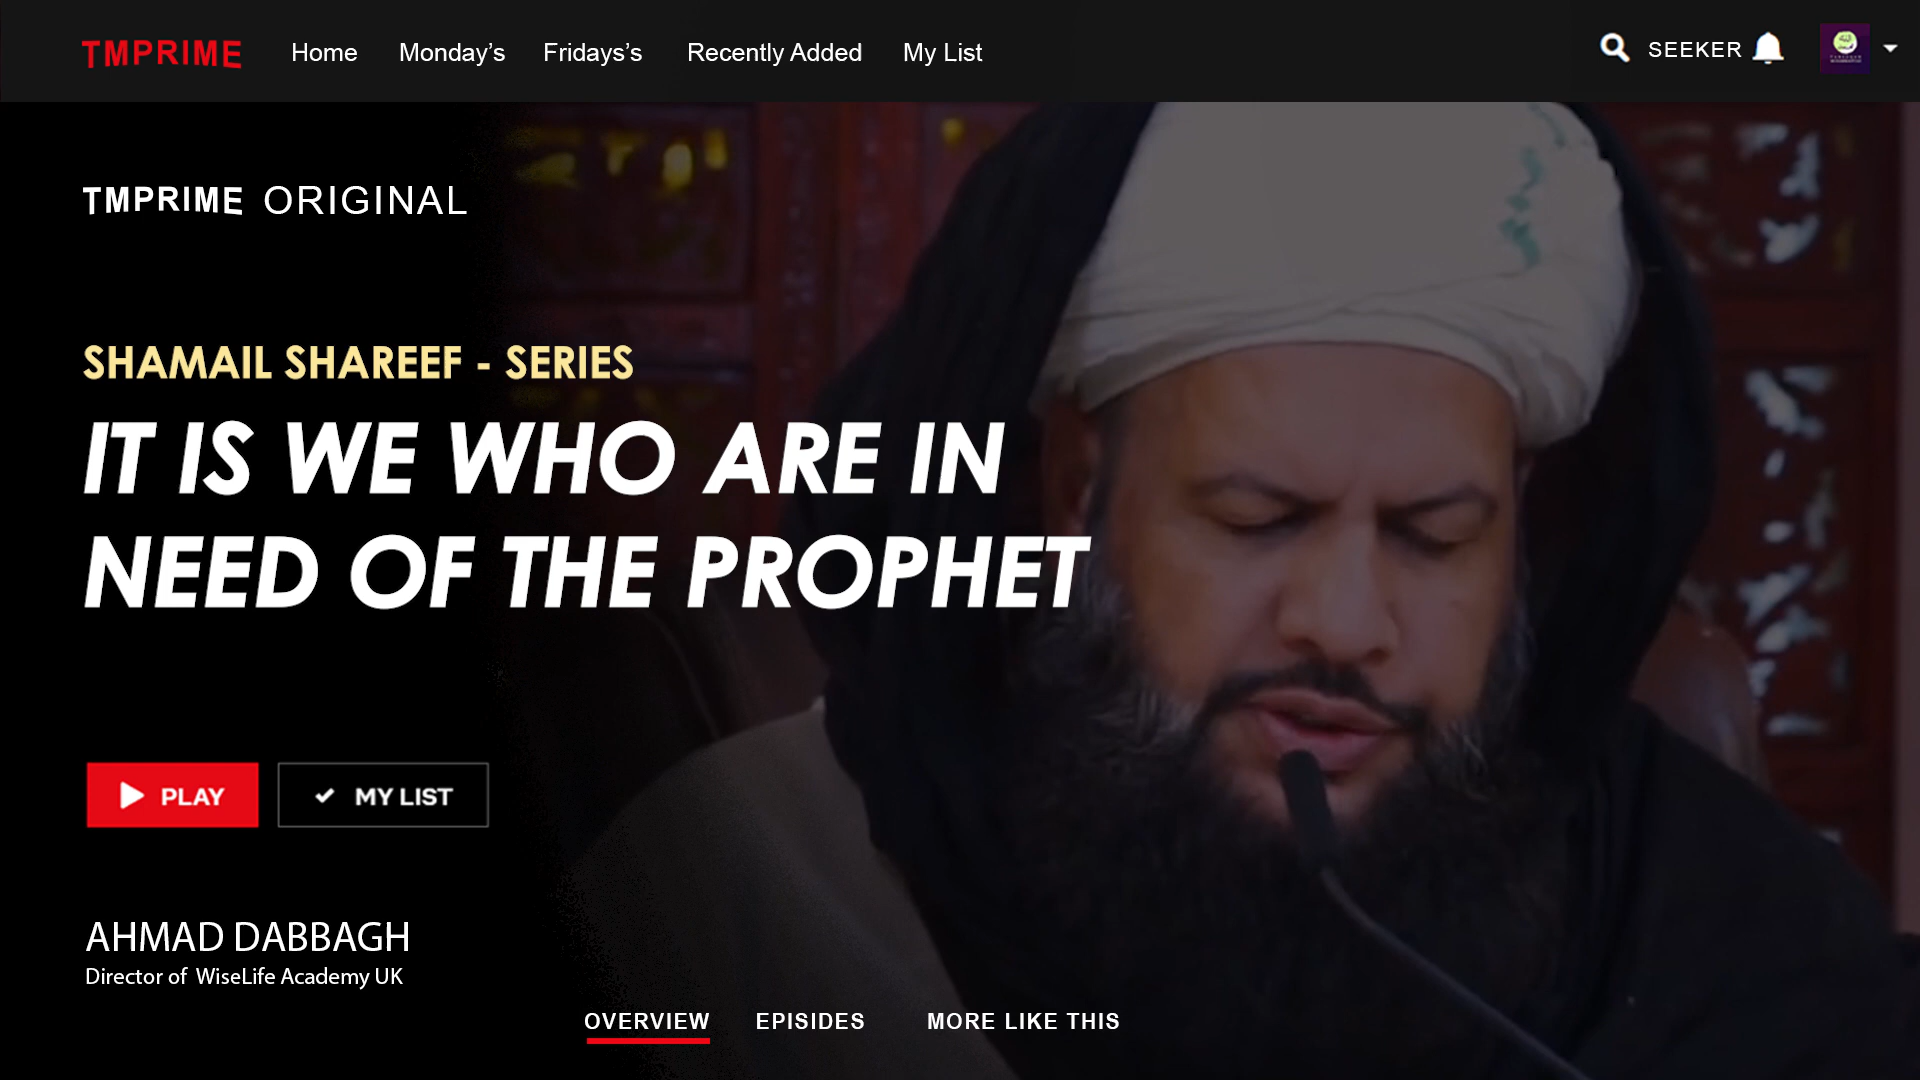 TMPRIME Home Monday’s Fridays’s Recently Added My List SEEKER
TMPRIME ORIGINAL
SHAMAIL SHAREEF - SERIES
IT IS WE WHO ARE IN
NEED OF THE PROPHET
PLAY MY LIST
AHMAD DABBAGH
Director of WiseLife Academy UK
OVERVIEW EPISIDES MORE LIKE THIS